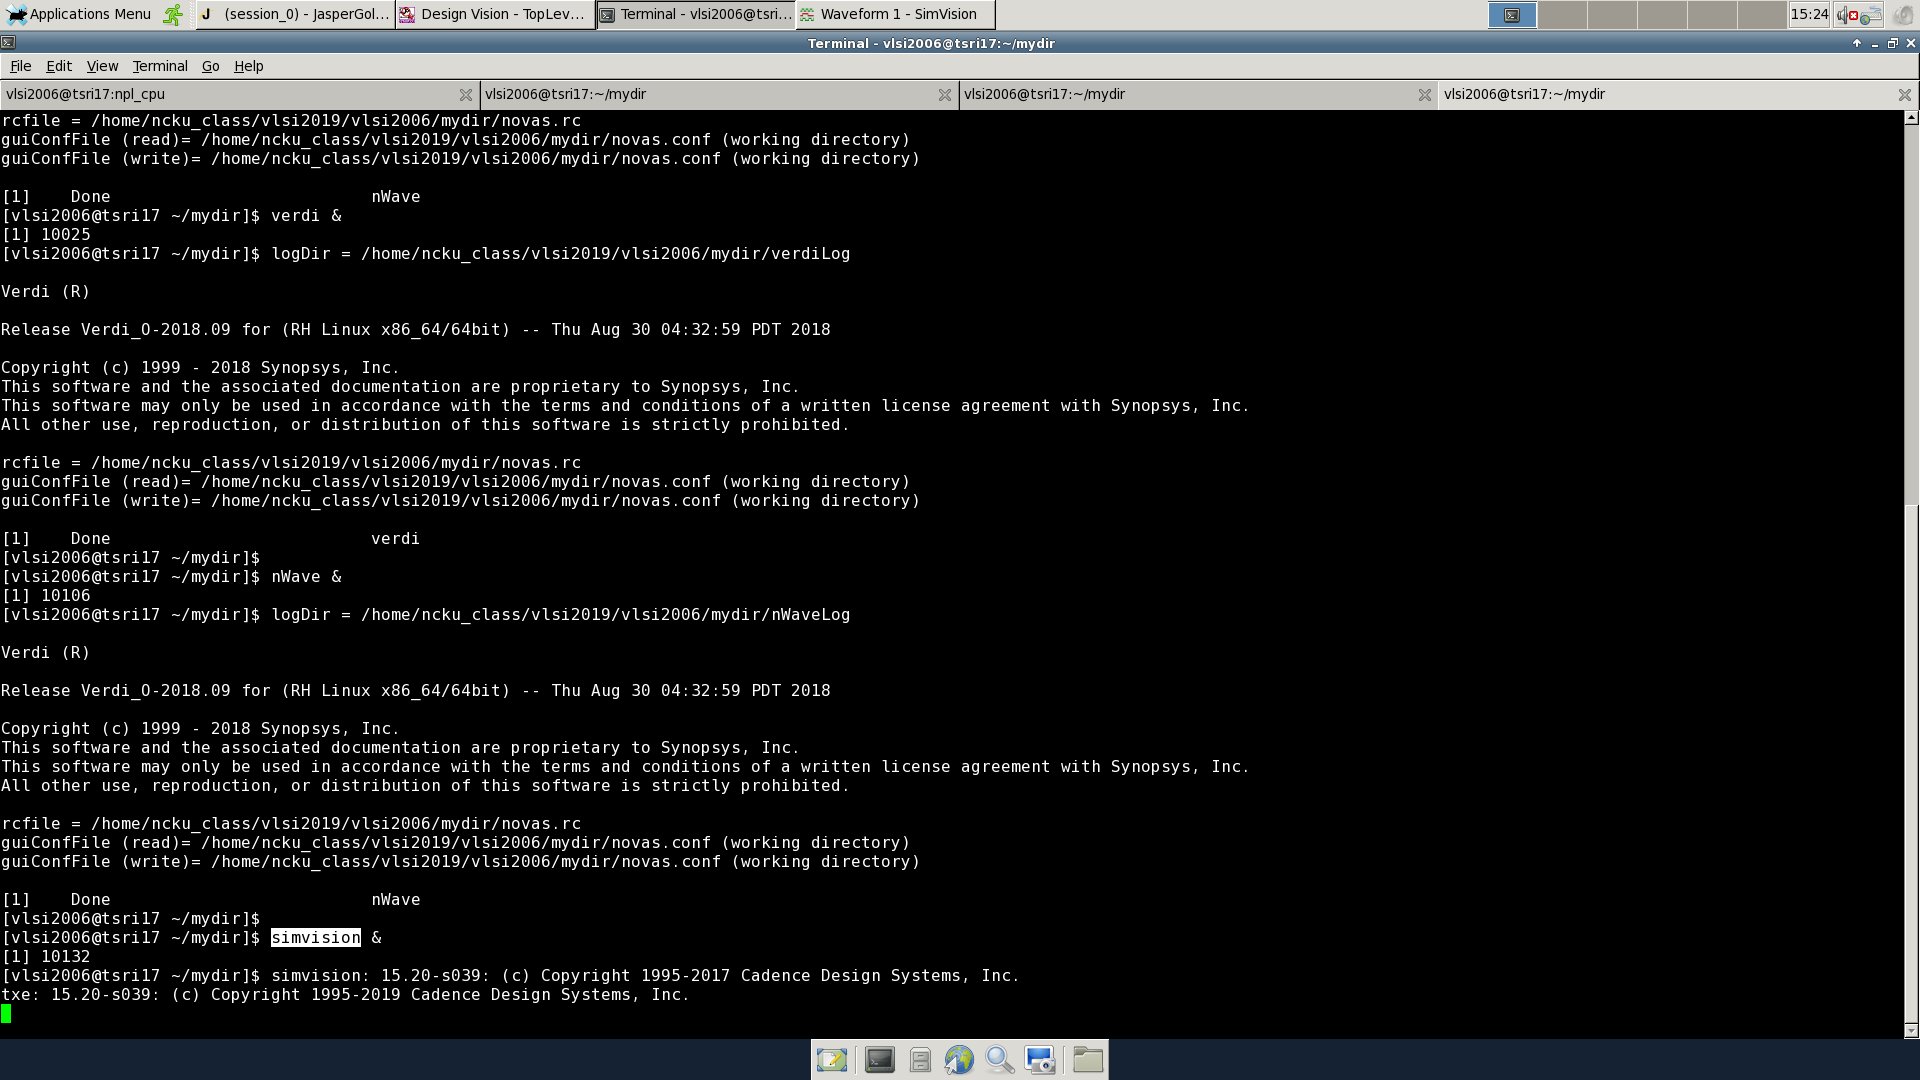 Applications Menu
(session_0) - JasperGol...
Design Vision - TopLev...
Terminal - vlsi2006@tsri...
Waveform 1 - SimVision
15:24
Terminal - vlsi2006@tsri17:~/mydir
File Edit View Terminal Go Help
vlsi2006@tsri17:npl_cpu
vlsi2006@tsri17:~/mydir
vlsi2006@tsri17:~/mydir
vlsi2006@tsri17:~/mydir
rcfile = /home/ncku_class/vlsi2019/vlsi2006/mydir/novas.rc
guiConfFile (read)= /home/ncku_class/vlsi2019/vlsi2006/mydir/novas.conf (working directory)
guiConfFile (write)= /home/ncku_class/vlsi2019/vlsi2006/mydir/novas.conf (working directory)
[1]    Done                          nWave
[vlsi2006@tsri17 ~/mydir]$ verdi &
[1] 10025
[vlsi2006@tsri17 ~/mydir]$ logDir = /home/ncku_class/vlsi2019/vlsi2006/mydir/verdiLog
Verdi (R)
Release Verdi_O-2018.09 for (RH Linux x86_64/64bit) -- Thu Aug 30 04:32:59 PDT 2018
Copyright (c) 1999 - 2018 Synopsys, Inc.
This software and the associated documentation are proprietary to Synopsys, Inc.
This software may only be used in accordance with the terms and conditions of a written license agreement with Synopsys, Inc.
All other use, reproduction, or distribution of this software is strictly prohibited.
rcfile = /home/ncku_class/vlsi2019/vlsi2006/mydir/novas.rc
guiConfFile (read)= /home/ncku_class/vlsi2019/vlsi2006/mydir/novas.conf (working directory)
guiConfFile (write)= /home/ncku_class/vlsi2019/vlsi2006/mydir/novas.conf (working directory)
[1]    Done                          verdi
[vlsi2006@tsri17 ~/mydir]$
[vlsi2006@tsri17 ~/mydir]$ nWave &
[1] 10106
[vlsi2006@tsri17 ~/mydir]$ logDir = /home/ncku_class/vlsi2019/vlsi2006/mydir/nWaveLog
Verdi (R)
Release Verdi_O-2018.09 for (RH Linux x86_64/64bit) -- Thu Aug 30 04:32:59 PDT 2018
Copyright (c) 1999 - 2018 Synopsys, Inc.
This software and the associated documentation are proprietary to Synopsys, Inc.
This software may only be used in accordance with the terms and conditions of a written license agreement with Synopsys, Inc.
All other use, reproduction, or distribution of this software is strictly prohibited.
rcfile = /home/ncku_class/vlsi2019/vlsi2006/mydir/novas.rc
guiConfFile (read)= /home/ncku_class/vlsi2019/vlsi2006/mydir/novas.conf (working directory)
guiConfFile (write)= /home/ncku_class/vlsi2019/vlsi2006/mydir/novas.conf (working directory)
[1]    Done                          nWave
[vlsi2006@tsri17 ~/mydir]$
[vlsi2006@tsri17 ~/mydir]$ simvision &
[1] 10132
[vlsi2006@tsri17 ~/mydir]$ simvision: 15.20-s039: (c) Copyright 1995-2017 Cadence Design Systems, Inc.
txe: 15.20-s039: (c) Copyright 1995-2019 Cadence Design Systems, Inc.